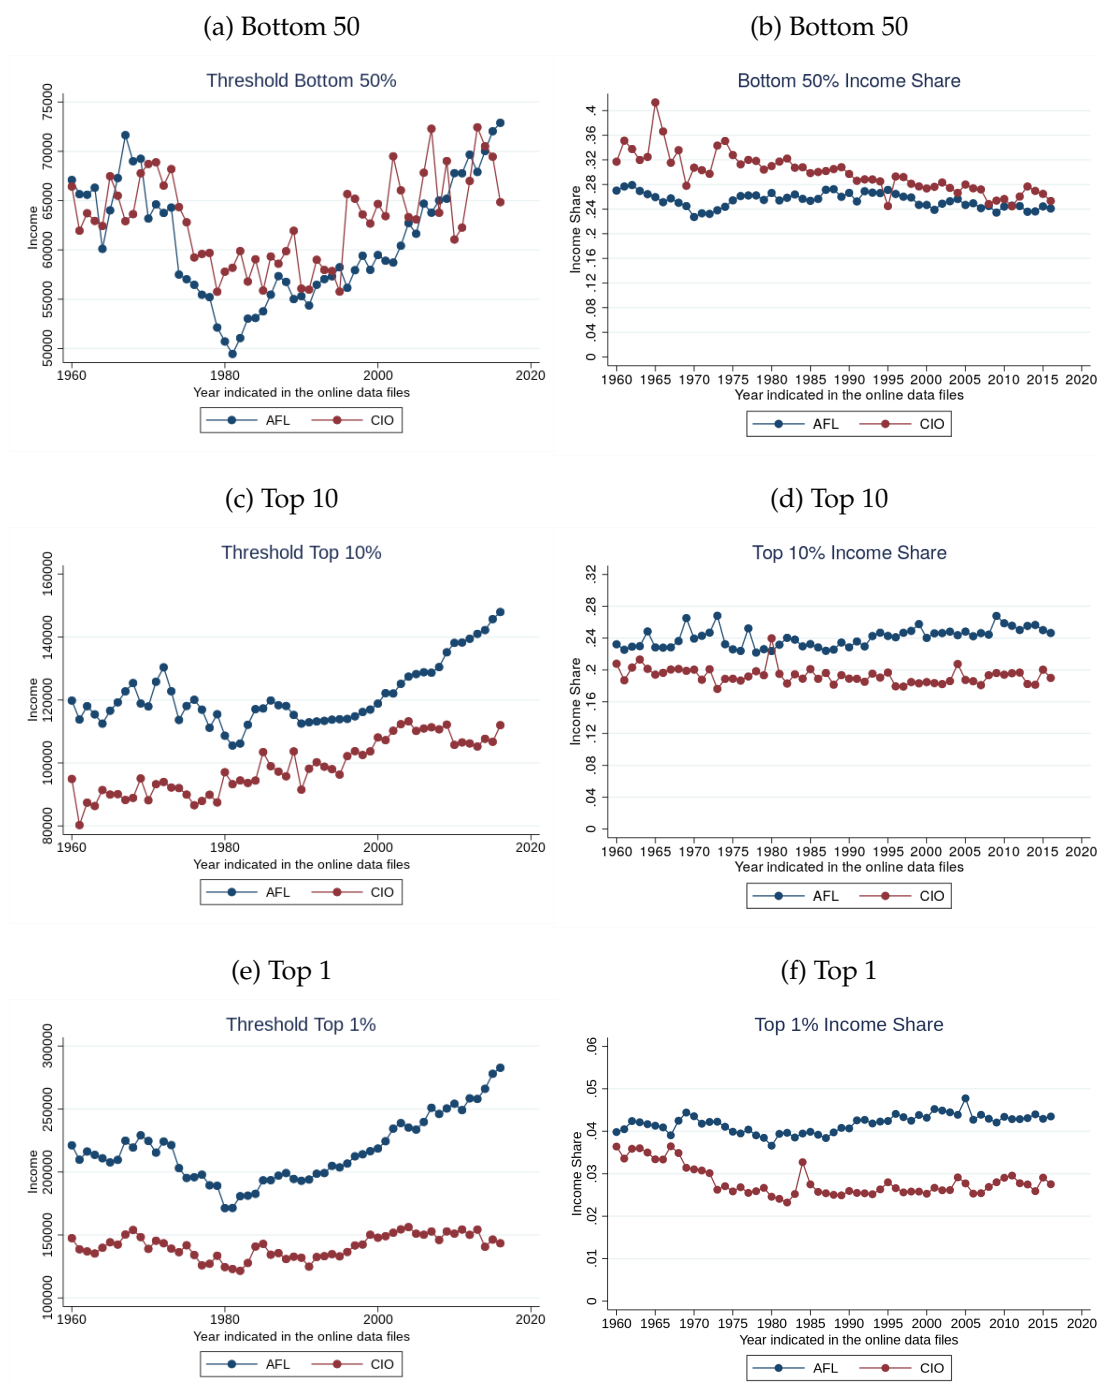 (a) Bottom 50
Threshold Bottom 50%
Income
75000
70000
65000
60000
55000
50000
1960 1980 2000 2020
Year indicated in the online data files
AFL CIO
(b) Bottom 50
Bottom 50% Income Share
Income Share
.4
.36
.32
.28
.24
.2
.16
.12
.08
.04
0
1960 1965 1970 1975 1980 1985 1990 1995 2000 2005 2010 2015 2020
Year indicated in the online data files
AFL CIO
(c) Top 10
Threshold Top 10%
Income
160000
140000
120000
100000
80000
1960 1980 2000 2020
Year indicated in the online data files
AFL CIO
(d) Top 10
Top 10% Income Share
Income Share
.32
.28
.24
.2
.16
.12
.08
.04
0
1960 1965 1970 1975 1980 1985 1990 1995 2000 2005 2010 2015 2020
Year indicated in the online data files
AFL CIO
(e) Top 1
Threshold Top 1%
Income
300000
250000
200000
150000
100000
1960 1980 2000 2020
Year indicated in the online data files
AFL CIO
(f) Top 1
Top 1% Income Share
Income Share
.06
.05
.04
.03
.02
.01
0
1960 1965 1970 1975 1980 1985 1990 1995 2000 2005 2010 2015 2020
Year indicated in the online data files
AFL CIO